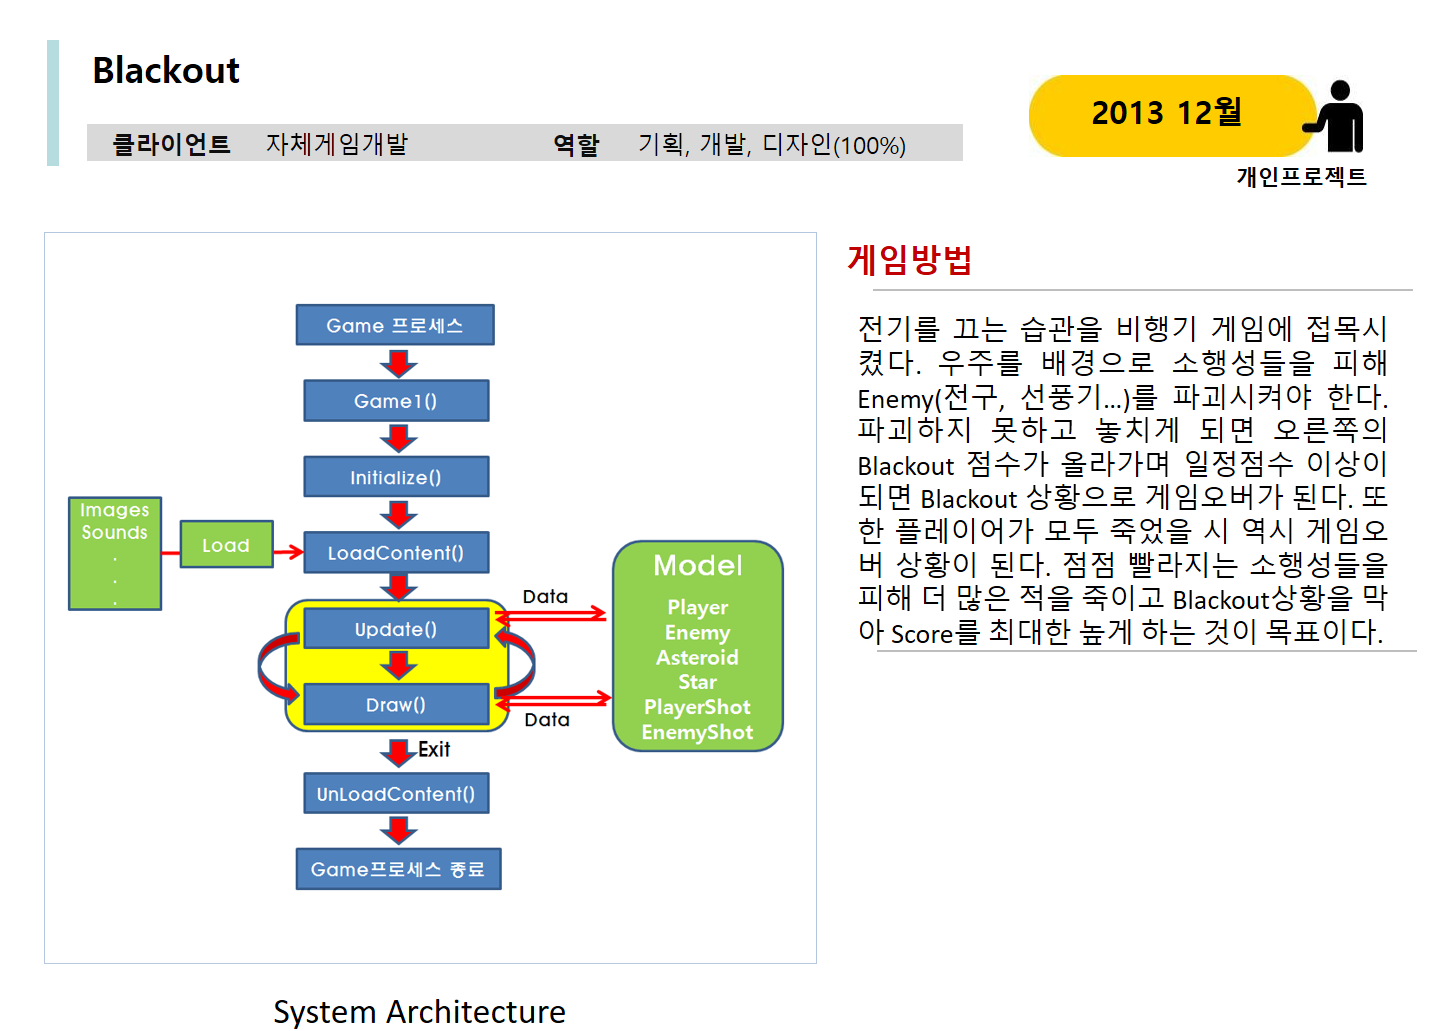 Blackout
클라이언트 자체게임개발 역할 기획, 개발, 디자인(100%)
2013 12월
개인프로젝트
Game 프로세스
Game1()
Initialize()
Images
Sounds
.
.
.
Load
LoadContent()
Update()
Draw()
Data
Data
Model
Player
Enemy
Asteroid
Star
PlayerShot
EnemyShot
Exit
UnLoadContent()
Game프로세스 종료
System Architecture
게임방법
전기를 끄는 습관을 비행기 게임에 접목시
켰다. 우주를 배경으로 소행성들을 피해
Enemy(전구, 선풍기...)를 파괴시켜야 한다.
파괴하지 못하고 놓치게 되면 오른쪽의
Blackout 점수가 올라가며 일정점수 이상이
되면 Blackout 상황으로 게임오버가 된다. 또
한 플레이어가 모두 죽었을 시 역시 게임오
버 상황이 된다. 점점 빨라지는 소행성들을
피해 더 많은 적을 죽이고 Blackout상황을 막
아 Score를 최대한 높게 하는 것이 목표이다.